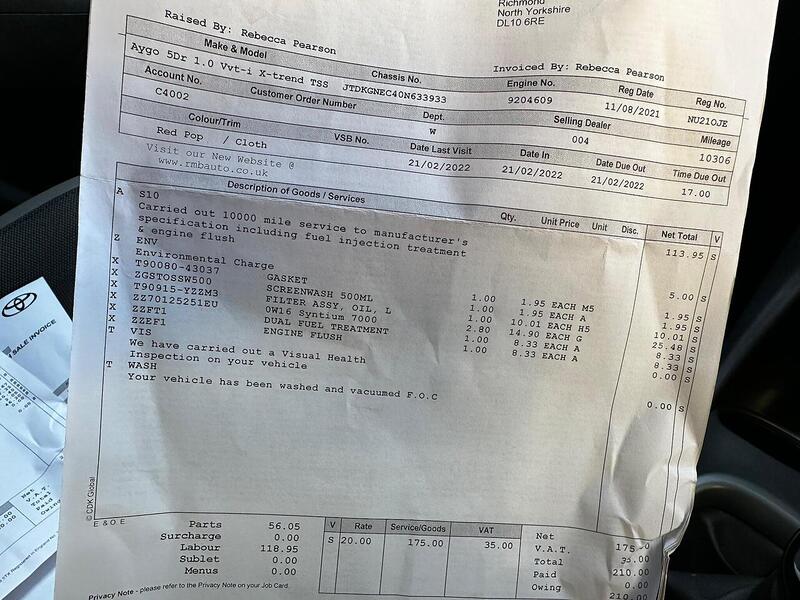 Richmond
North Yorkshire
DL10 6RE
Raised By: Rebecca Pearson
Invoiced By: Rebecca Pearson
Make & Model Chassis No. Engine No. Reg Date Reg No.
Aygo 5Dr 1.0 Vvt-i X-trend TSS JTDKGNEC40N633933 9204609 11/08/2021 NU21OJE
Account No. Customer Order Number Dept. Selling Dealer Mileage
C4002 W 004 10306
Colour/Trim VSB No. Date Last Visit Date In Date Due Out Time Due Out
Red Pop / Cloth 21/02/2022 21/02/2022 21/02/2022 17.00
Visit our New Website @
www.rmbauto.co.uk
Description of Goods / Services Qty. Unit Price Unit Disc. Net Total V
A S10
Carried out 10000 mile service to manufacturer's
specification including fuel injection treatment
& engine flush 113.95 S
Z ENV
Environmental Charge 5.00 S
X T90080-43037 GASKET 1.00 1.95 EACH M5 1.95 S
X ZGSTOSSW500 SCREENWASH 500ML 1.00 1.95 EACH A 1.95 S
X T90915-YZZM3 FILTER ASSY, OIL, L 1.00 10.01 EACH H5 10.01 S
X ZZ70125251EU 0W16 Syntium 7000 2.80 14.90 EACH G 25.48 S
X ZZFT1 DUAL FUEL TREATMENT 1.00 8.33 EACH A 8.33 S
X ZZEF1 ENGINE FLUSH 1.00 8.33 EACH A 8.33 S
T VIS 0.00 S
We have carried out a Visual Health
Inspection on your vehicle
T WASH
Your vehicle has been washed and vacuumed F.O.C 0.00 S
© CDK Global
E & O E
Parts 56.05
Surcharge 0.00
Labour 118.95
Sublet 0.00
Menus 0.00
V Rate Service/Goods VAT
S 20.00 175.00 35.00
Net 175.00
V.A.T. 35.00
Total 210.00
Paid 0.00
Owing 210.00
Privacy Note - please refer to the Privacy Note on your Job Card.
SALE INVOICE
Net
V.A.T.
Total
Paid
Owing